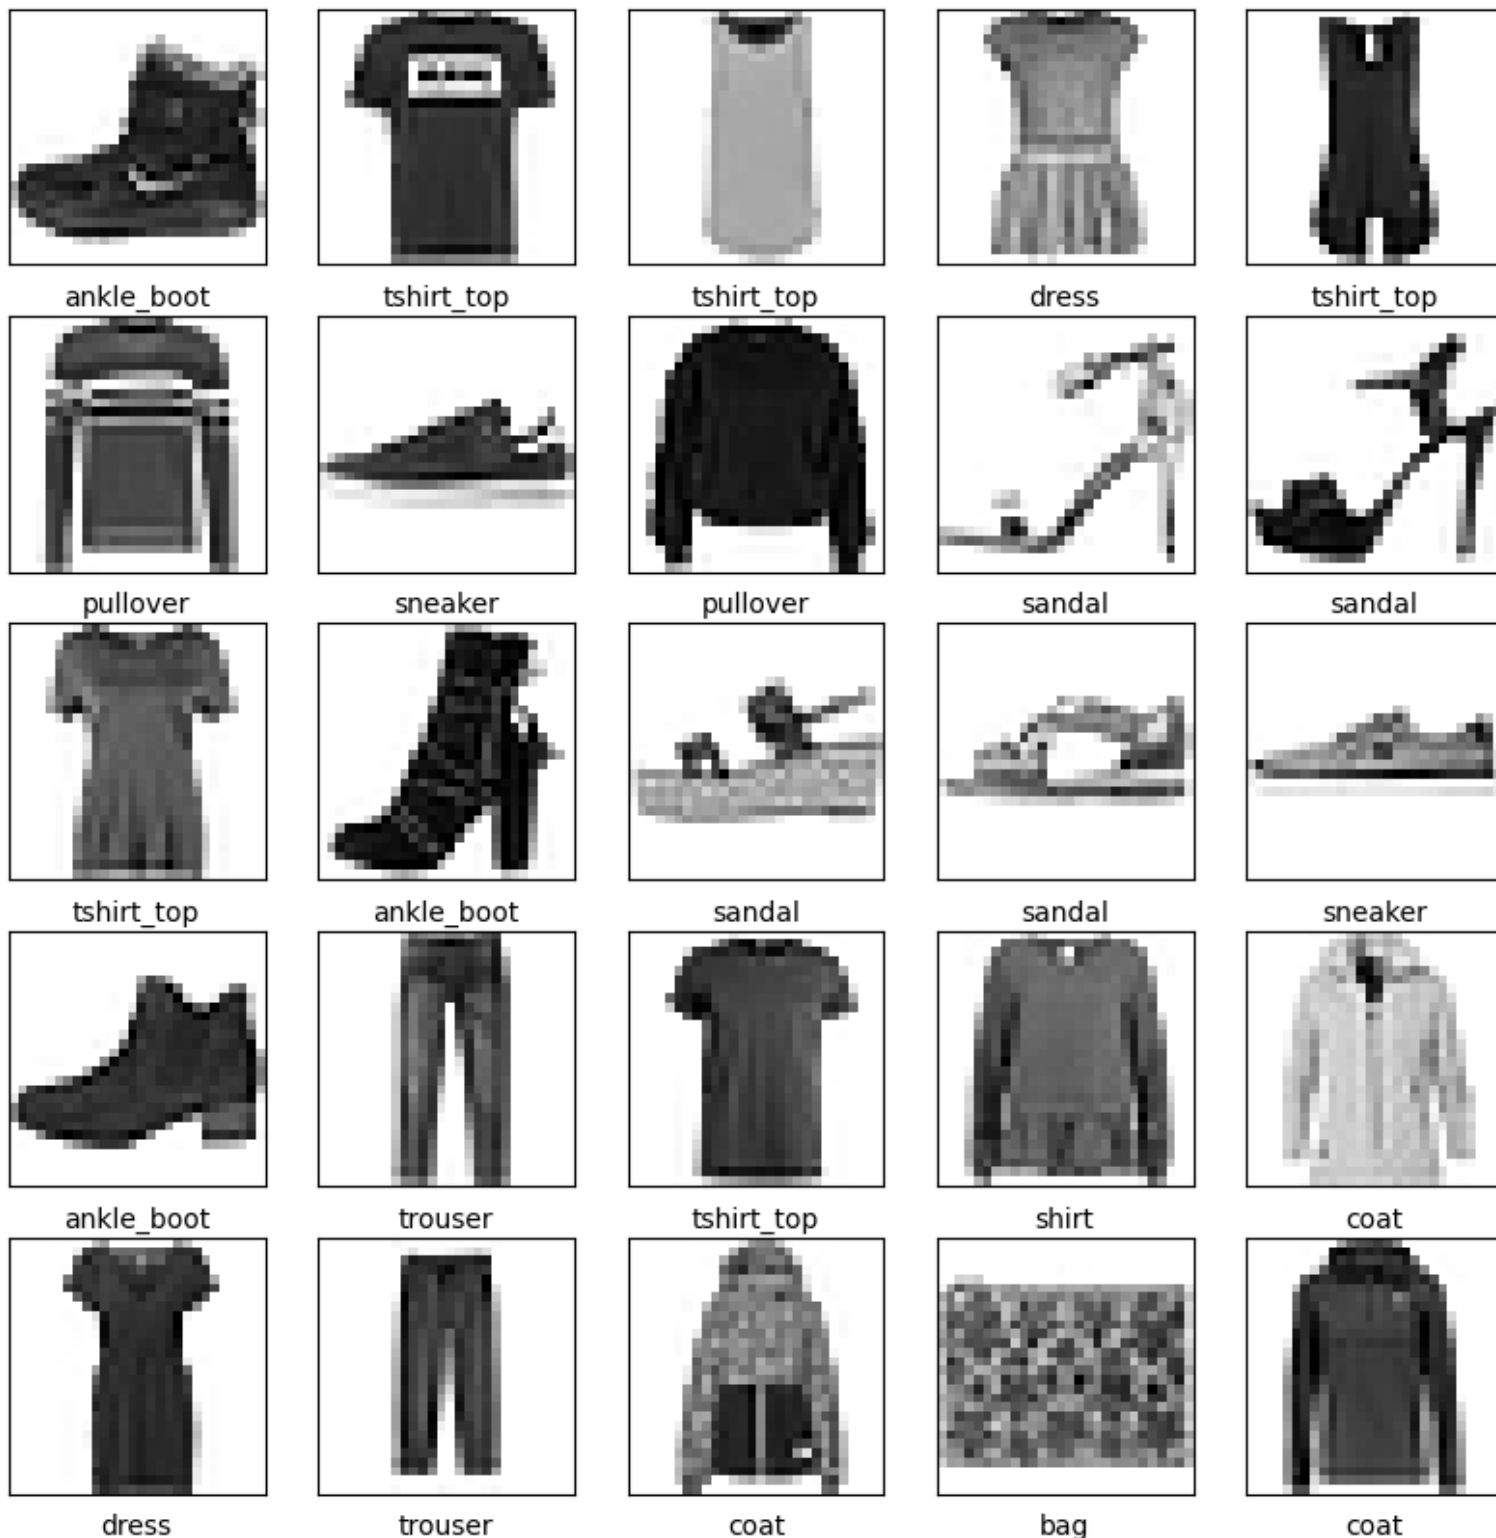 ankle_boot tshirt_top tshirt_top dress tshirt_top
pullover sneaker pullover sandal sandal
tshirt_top ankle_boot sandal sandal sneaker
ankle_boot trouser tshirt_top shirt coat
dress trouser coat bag coat